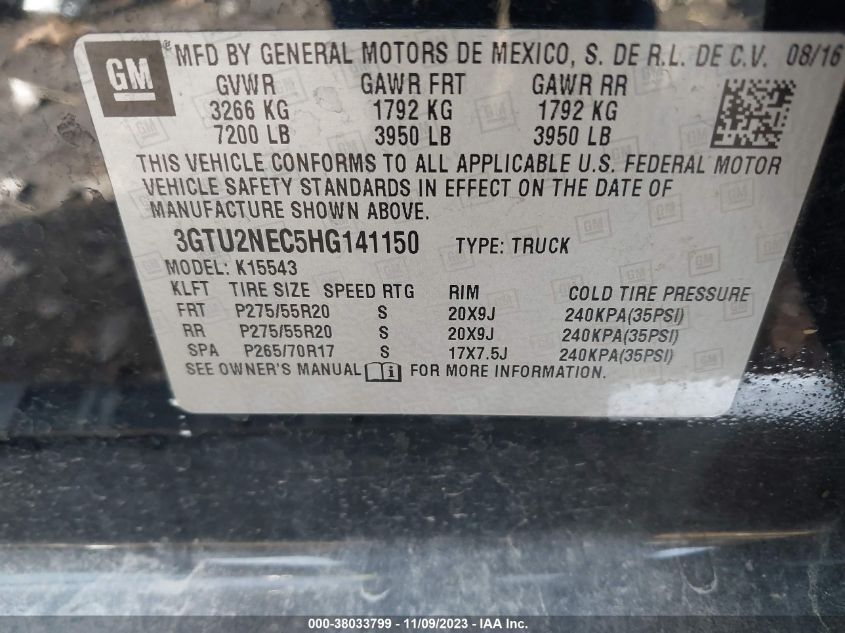 GM
® MFD BY GENERAL MOTORS DE MEXICO, S. DE R.L. DE C.V. 08/16
GVWR GAWR FRT GAWR RR
3266 KG 1792 KG 1792 KG
7200 LB 3950 LB 3950 LB
THIS VEHICLE CONFORMS TO ALL APPLICABLE U.S. FEDERAL MOTOR
VEHICLE SAFETY STANDARDS IN EFFECT ON THE DATE OF
MANUFACTURE SHOWN ABOVE.
3GTU2NEC5HG141150 TYPE: TRUCK
MODEL: K15543
KLFT TIRE SIZE SPEED RTG RIM COLD TIRE PRESSURE
FRT P275/55R20 S 20X9J 240KPA(35PSI)
RR P275/55R20 S 20X9J 240KPA(35PSI)
SPA P265/70R17 S 17X7.5J 240KPA(35PSI)
SEE OWNER'S MANUAL FOR MORE INFORMATION.
000-38033799 - 11/09/2023 - IAA Inc.